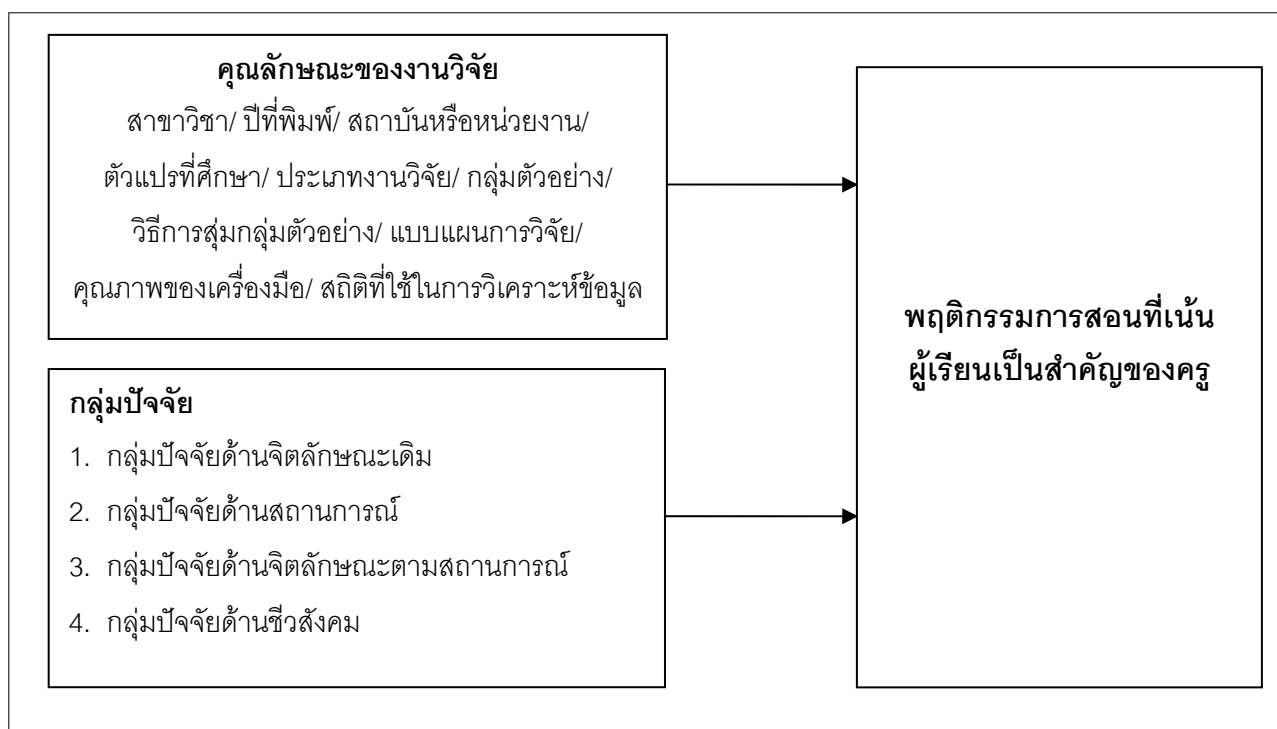 คุณลักษณะของงานวิจัย
สาขาวิชา/ ปีที่พิมพ์/ สถาบันหรือหน่วยงาน/
ตัวแปรที่ศึกษา/ ประเภทงานวิจัย/ กลุ่มตัวอย่าง/
วิธีการสุ่มกลุ่มตัวอย่าง/ แบบแผนการวิจัย/
คุณภาพของเครื่องมือ/ สถิติที่ใช้ในการวิเคราะห์ข้อมูล
กลุ่มปัจจัย
1. กลุ่มปัจจัยด้านจิตลักษณะเดิม
2. กลุ่มปัจจัยด้านสถานการณ์
3. กลุ่มปัจจัยด้านจิตลักษณะตามสถานการณ์
4. กลุ่มปัจจัยด้านชีวสังคม
พฤติกรรมการสอนที่เน้น
ผู้เรียนเป็นสำคัญของครู